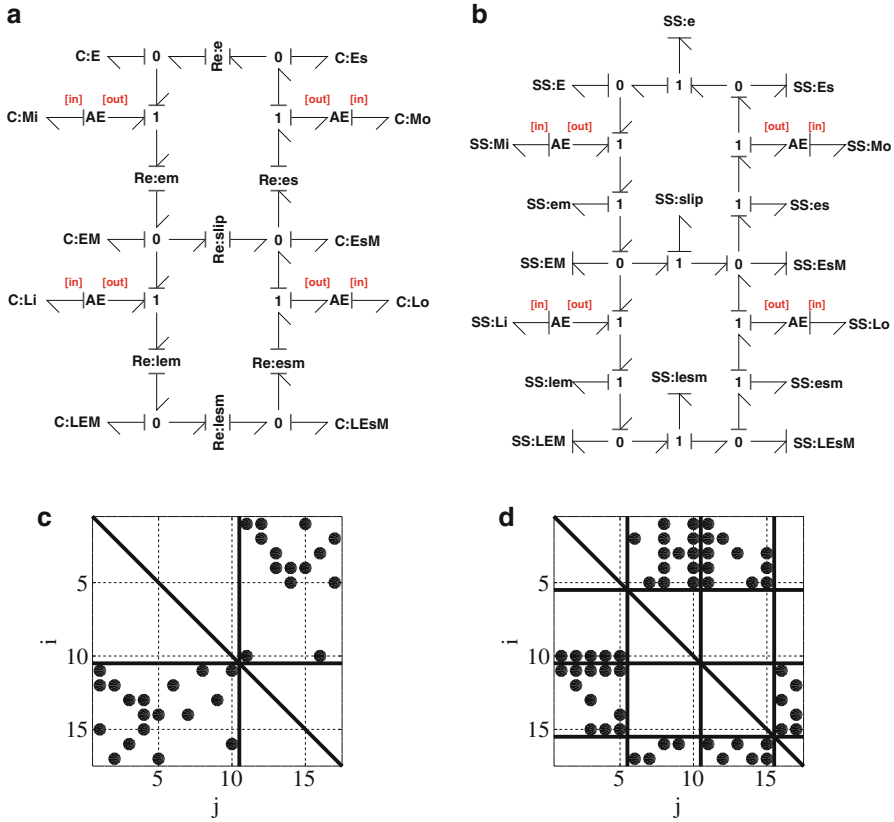 a
C:E 0 Re:e 0 C:Es
[in] [out] [out] [in]
C:Mi AE 1 1 AE C:Mo
Re:em Re:es
C:EM 0 Re:slip 0 C:EsM
[in] [out] [out] [in]
C:Li AE 1 1 AE C:Lo
Re:lem Re:esm
C:LEM 0 Re:lesm 0 C:LEsM
b
SS:e
SS:E 0 1 0 SS:Es
[in] [out] [out] [in]
SS:Mi AE 1 1 AE SS:Mo
SS:em 1 SS:slip 1 SS:es
SS:EM 0 1 0 SS:EsM
[in] [out] [out] [in]
SS:Li AE 1 1 AE SS:Lo
SS:lem 1 SS:lesm 1 SS:esm
SS:LEM 0 1 0 SS:LEsM
c
5
10
15
i
5 10 15
j
d
5
10
15
i
5 10 15
j